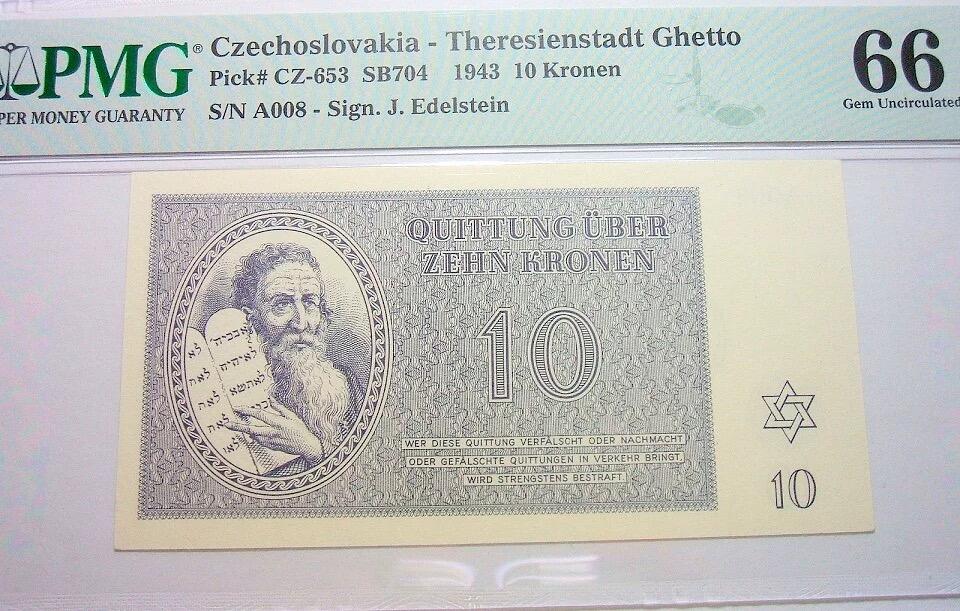 PMG® Czechoslovakia - Theresienstadt Ghetto 66
Pick# CZ-653 SB704 1943 10 Kronen
PER MONEY GUARANTY S/N A008 - Sign. J. Edelstein Gem Uncirculated
QUITTUNG ÜBER
ZEHN KRONEN
10
WER DIESE QUITTUNG VERFÄLSCHT ODER NACHMACHT
ODER GEFÄLSCHTE QUITTUNGEN IN VERKEHR BRINGT,
WIRD STRENGSTENS BESTRAFT.
10